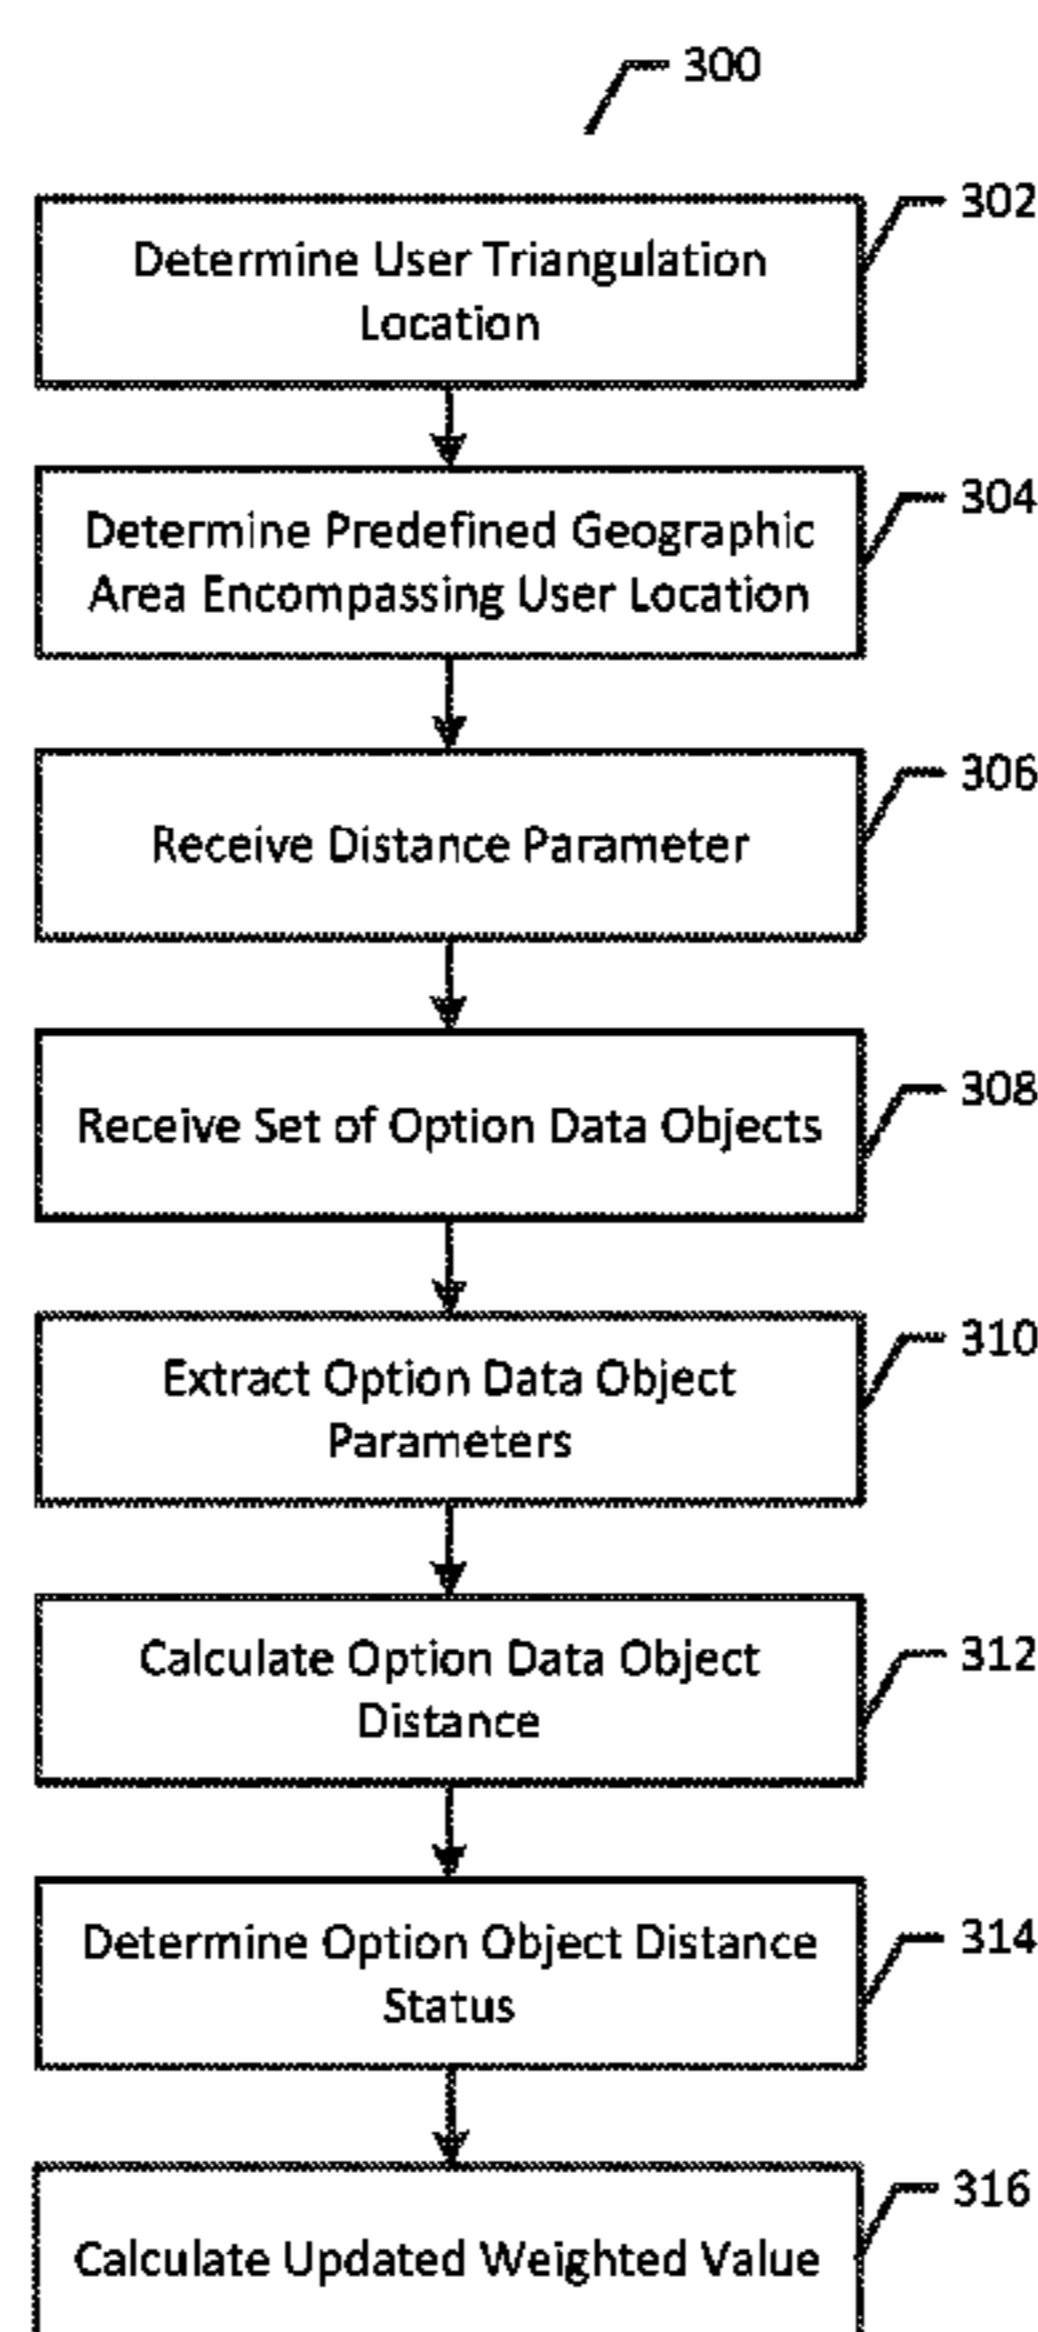 300
302
Determine User Triangulation
Location
304
Determine Predefined Geographic
Area Encompassing User Location
306
Receive Distance Parameter
308
Receive Set of Option Data Objects
310
Extract Option Data Object
Parameters
312
Calculate Option Data Object
Distance
314
Determine Option Object Distance
Status
316
Calculate Updated Weighted Value